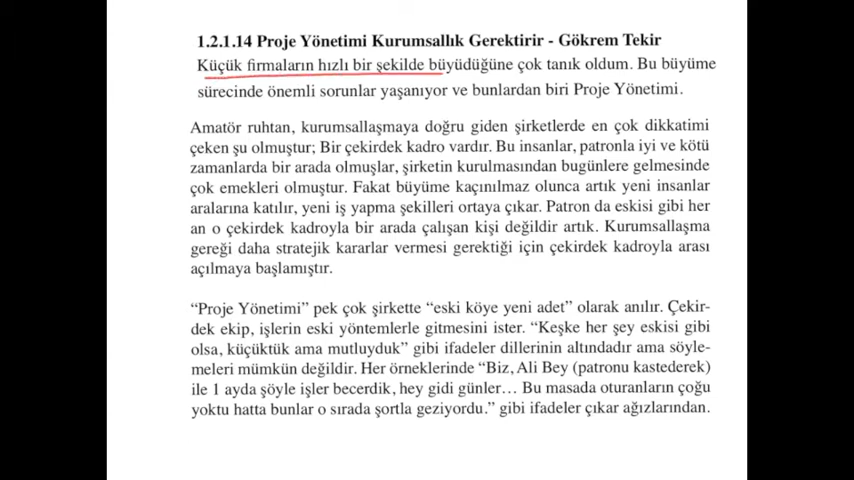 1.2.1.14 Proje Yönetimi Kurumsallık Gerektirir - Gökrem Tekir
Küçük firmaların hızlı bir şekilde büyüdüğüne çok tanık oldum. Bu büyüme
sürecinde önemli sorunlar yaşanıyor ve bunlardan biri Proje Yönetimi.
Amatör ruhtan, kurumsallaşmaya doğru giden şirketlerde en çok dikkatimi
çeken şu olmuştur; Bir çekirdek kadro vardır. Bu insanlar, patronla iyi ve kötü
zamanlarda bir arada olmuşlar, şirketin kurulmasından bugünlere gelmesinde
çok emekleri olmuştur. Fakat büyüme kaçınılmaz olunca artık yeni insanlar
aralarına katılır, yeni iş yapma şekilleri ortaya çıkar. Patron da eskisi gibi her
an o çekirdek kadroyla bir arada çalışan kişi değildir artık. Kurumsallaşma
gereği daha stratejik kararlar vermesi gerektiği için çekirdek kadroyla arası
açılmaya başlamıştır.
“Proje Yönetimi” pek çok şirkette “eski köye yeni adet” olarak anılır. Çekir-
dek ekip, işlerin eski yöntemlerle gitmesini ister. “Keşke her şey eskisi gibi
olsa, küçüktük ama mutluyduk” gibi ifadeler dillerinin altındadır ama söyle-
meleri mümkün değildir. Her örneklerinde “Biz, Ali Bey (patronu kastederek)
ile 1 ayda şöyle işler becerdik, hey gidi günler… Bu masada oturanların çoğu
yoktu hatta bunlar o sırada şortla geziyordu.” gibi ifadeler çıkar ağızlarından.